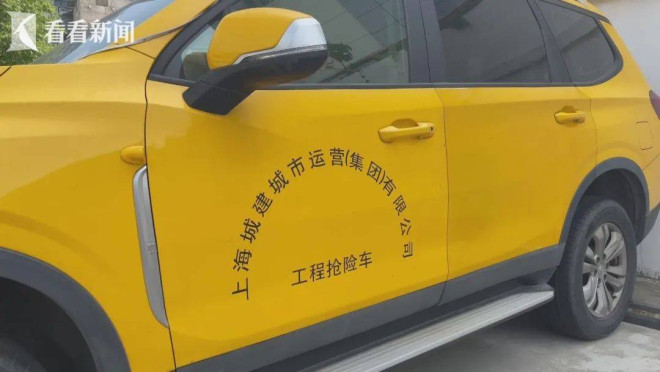 看看新闻
上海城建城市运营(集团)有限公司
工程抢险车